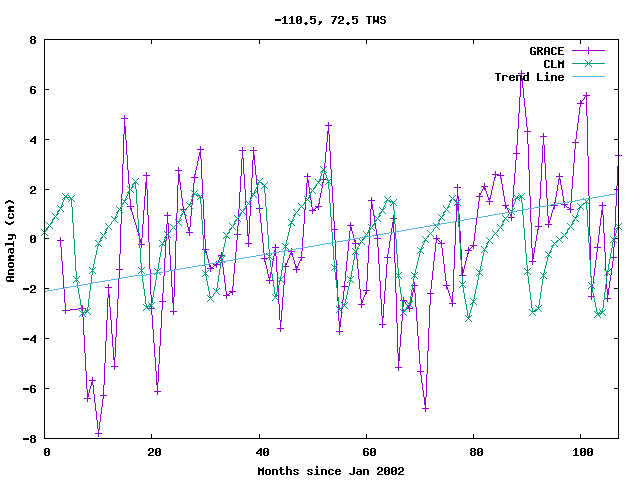 -110.5, 72.5 TWS
GRACE
CLM
Trend Line
8
6
4
2
0
-2
-4
-6
-8
Anomaly (cm)
0 20 40 60 80 100
Months since Jan 2002